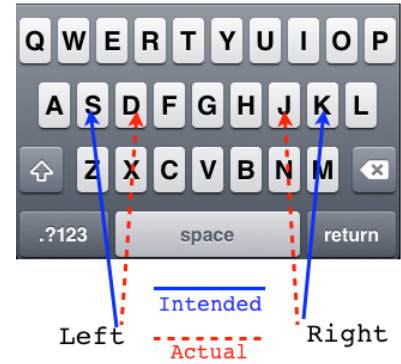 Q W E R T Y U I O P
A S D F G H J K L
Z X C V B N M
.?123 space return
Intended
Left Right
Actual